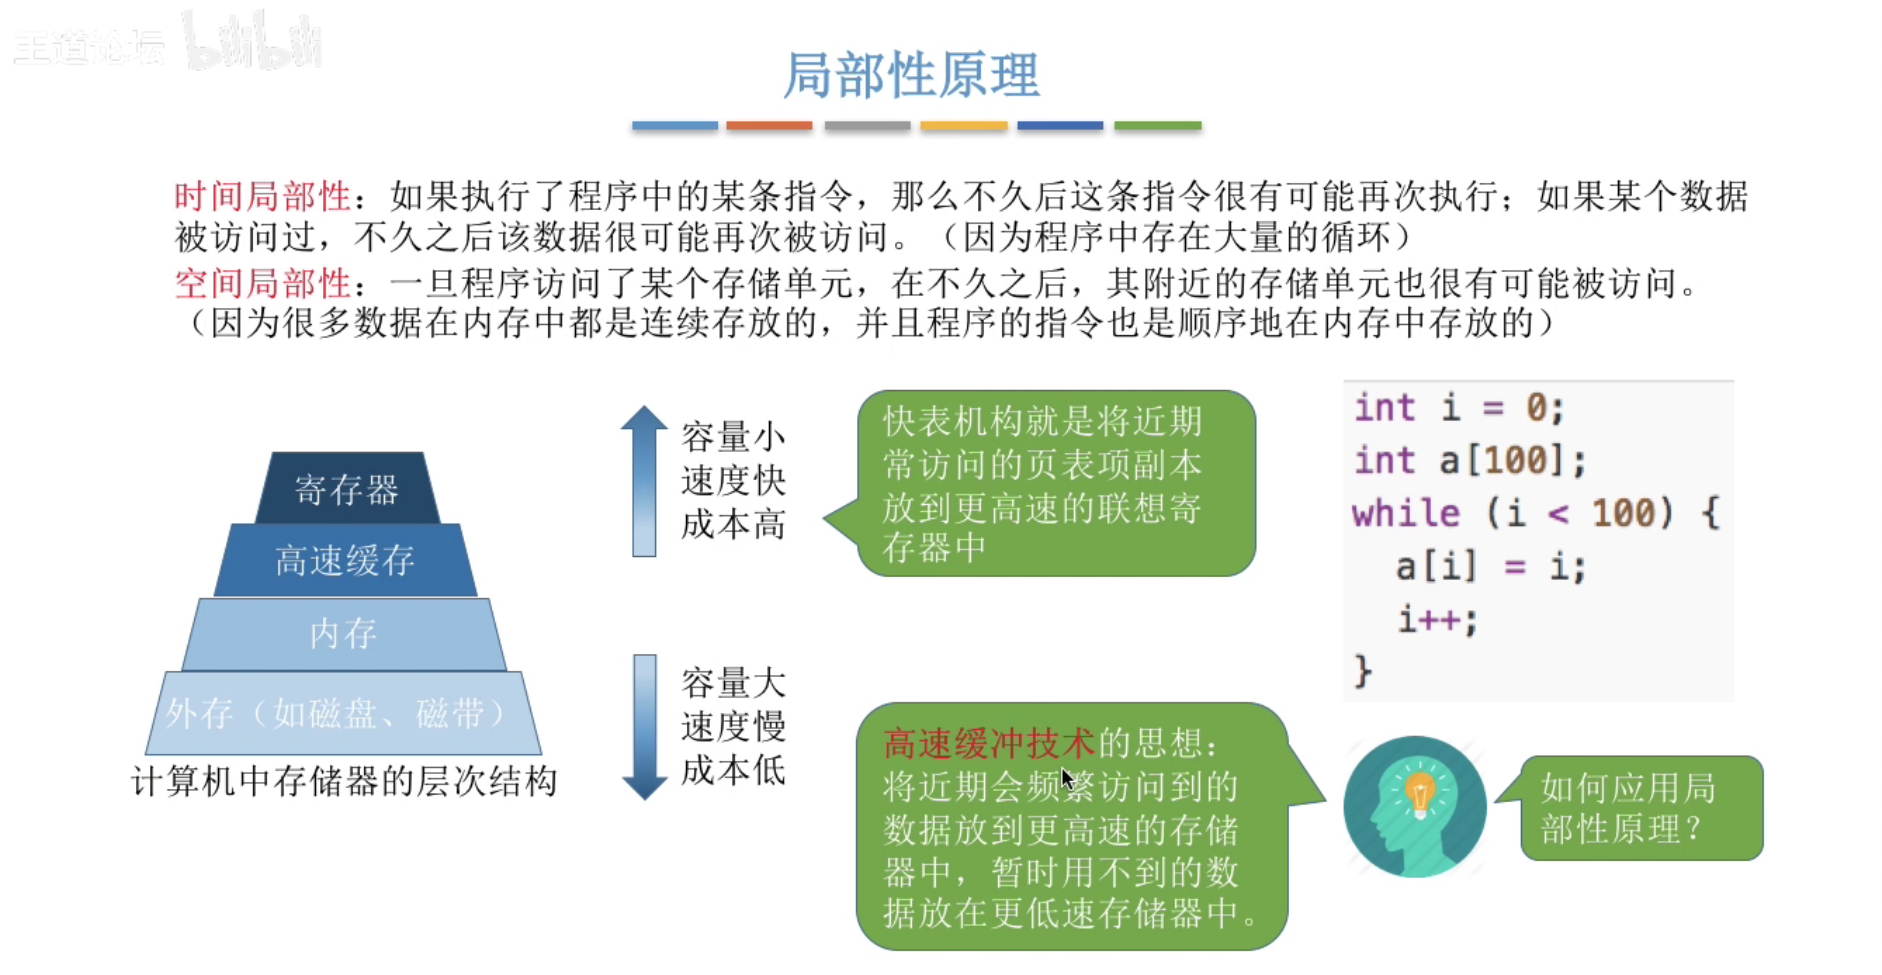 王道论坛 bilibili
局部性原理
时间局部性：如果执行了程序中的某条指令，那么不久后这条指令很有可能再次执行；如果某个数据
被访问过，不久之后该数据很可能再次被访问。（因为程序中存在大量的循环）
空间局部性：一旦程序访问了某个存储单元，在不久之后，其附近的存储单元也很有可能被访问。
（因为很多数据在内存中都是连续存放的，并且程序的指令也是顺序地在内存中存放的）
寄存器
高速缓存
内存
外存（如磁盘、磁带）
计算机中存储器的层次结构
容量小
速度快
成本高
容量大
速度慢
成本低
快表机构就是将近期
常访问的页表项副本
放到更高速的联想寄
存器中
int i = 0;
int a[100];
while (i < 100) {
a[i] = i;
i++;
}
高速缓冲技术的思想：
将近期会频繁访问到的
数据放到更高速的存储
器中，暂时用不到的数
据放在更低速存储器中。
如何应用局
部性原理？